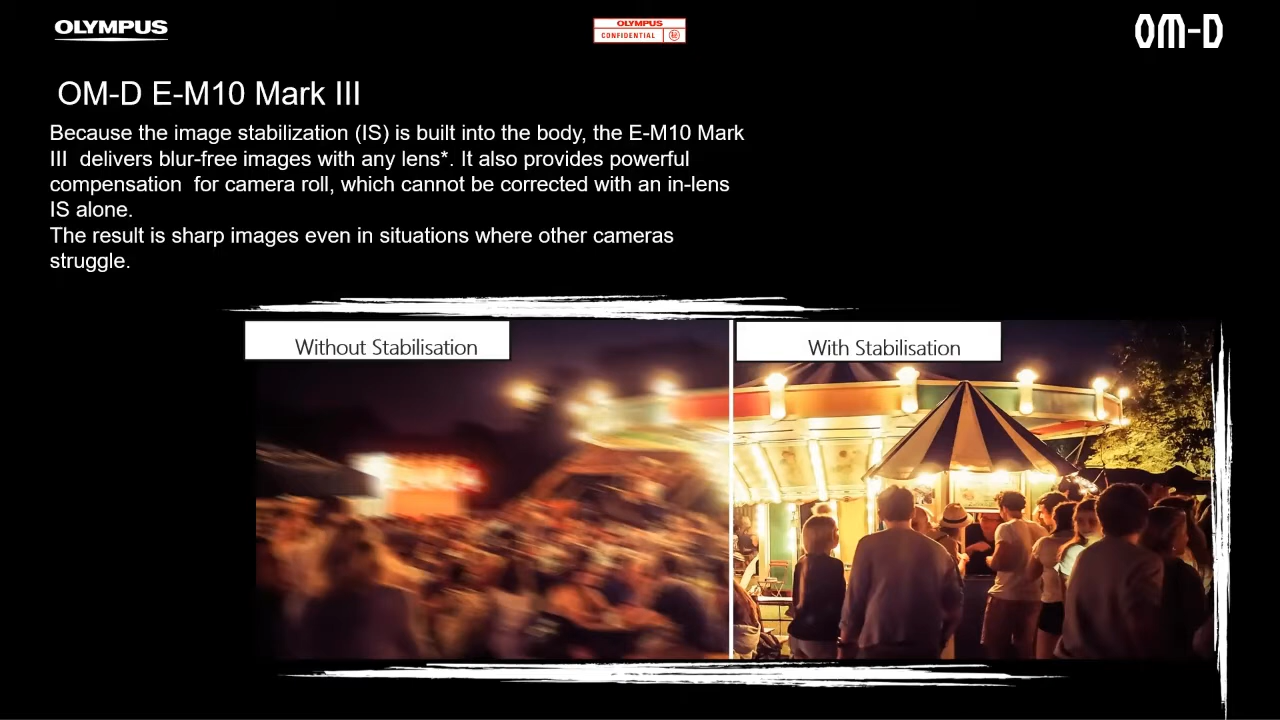 OLYMPUS
OLYMPUS
CONFIDENTIAL
OM-D
OM-D E-M10 Mark III
Because the image stabilization (IS) is built into the body, the E-M10 Mark
III delivers blur-free images with any lens*. It also provides powerful
compensation for camera roll, which cannot be corrected with an in-lens
IS alone.
The result is sharp images even in situations where other cameras
struggle.
Without Stabilisation
With Stabilisation